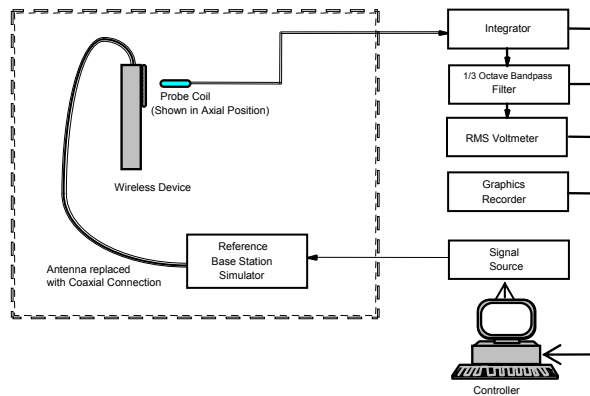 Integrator
1/3 Octave Bandpass
Filter
RMS Voltmeter
Graphics
Recorder
Signal
Source
Controller
Probe Coil
(Shown in Axial Position)
Wireless Device
Reference
Base Station
Simulator
Antenna replaced
with Coaxial Connection